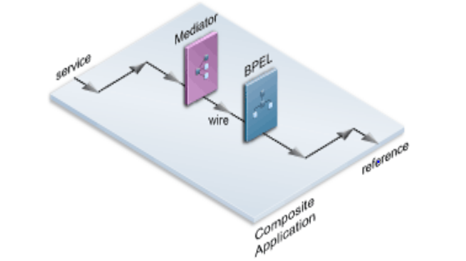 Mediator
service
BPEL
wire
reference
Composite
Application